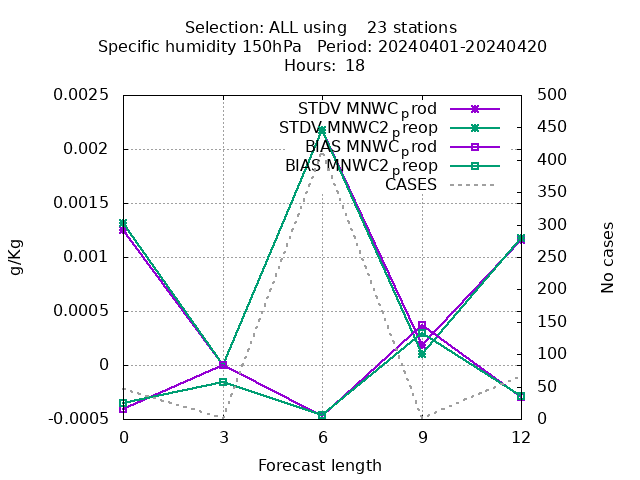 Selection: ALL using    23 stations
Specific humidity 150hPa   Period: 20240401-20240420
Hours: 18
STDV MNWC_prod
STDV MNWC2_preop
BIAS MNWC_prod
BIAS MNWC2_preop
CASES
0.0025
0.002
0.0015
0.001
0.0005
0
-0.0005
500
450
400
350
300
250
200
150
100
50
0
g/Kg
No cases
0 3 6 9 12
Forecast length